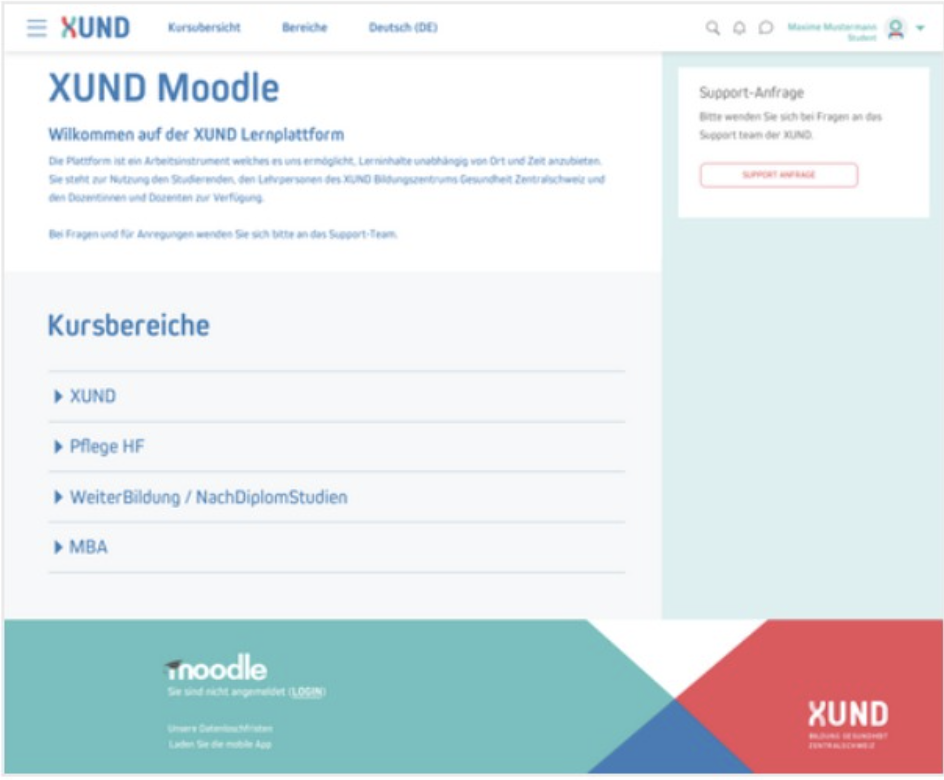 XUND Kursubersicht Bereiche Deutsch (DE) Maxime Mustermann
Student
XUND Moodle
Wilkommen auf der XUND Lernplattform
Die Plattform ist ein Arbeitsinstrument welches es uns ermöglicht, Lerninhalte unabhängig von Ort und Zeit anzubieten.
Sie steht zur Nutzung den Studierenden, den Lehrpersonen des XUND Bildungszentrums Gesundheit Zentralschweiz und
den Dozentinnen und Dozenten zur Verfügung.
Bei Fragen und für Anregungen wenden Sie sich bitte an das Support-Team.
Support-Anfrage
Bitte wenden Sie sich bei Fragen an das
Support team der XUND.
SUPPORT ANFRAGE
Kursbereiche
XUND
Pflege HF
WeiterBildung / NachDiplomStudien
MBA
moodle
Sie sind nicht angemeldet (LOGIN)
Unsere Datenloschfristen
Laden Sie die mobile App
XUND
BILDUNG GESUNDHEIT
ZENTRALSCHWEIZ